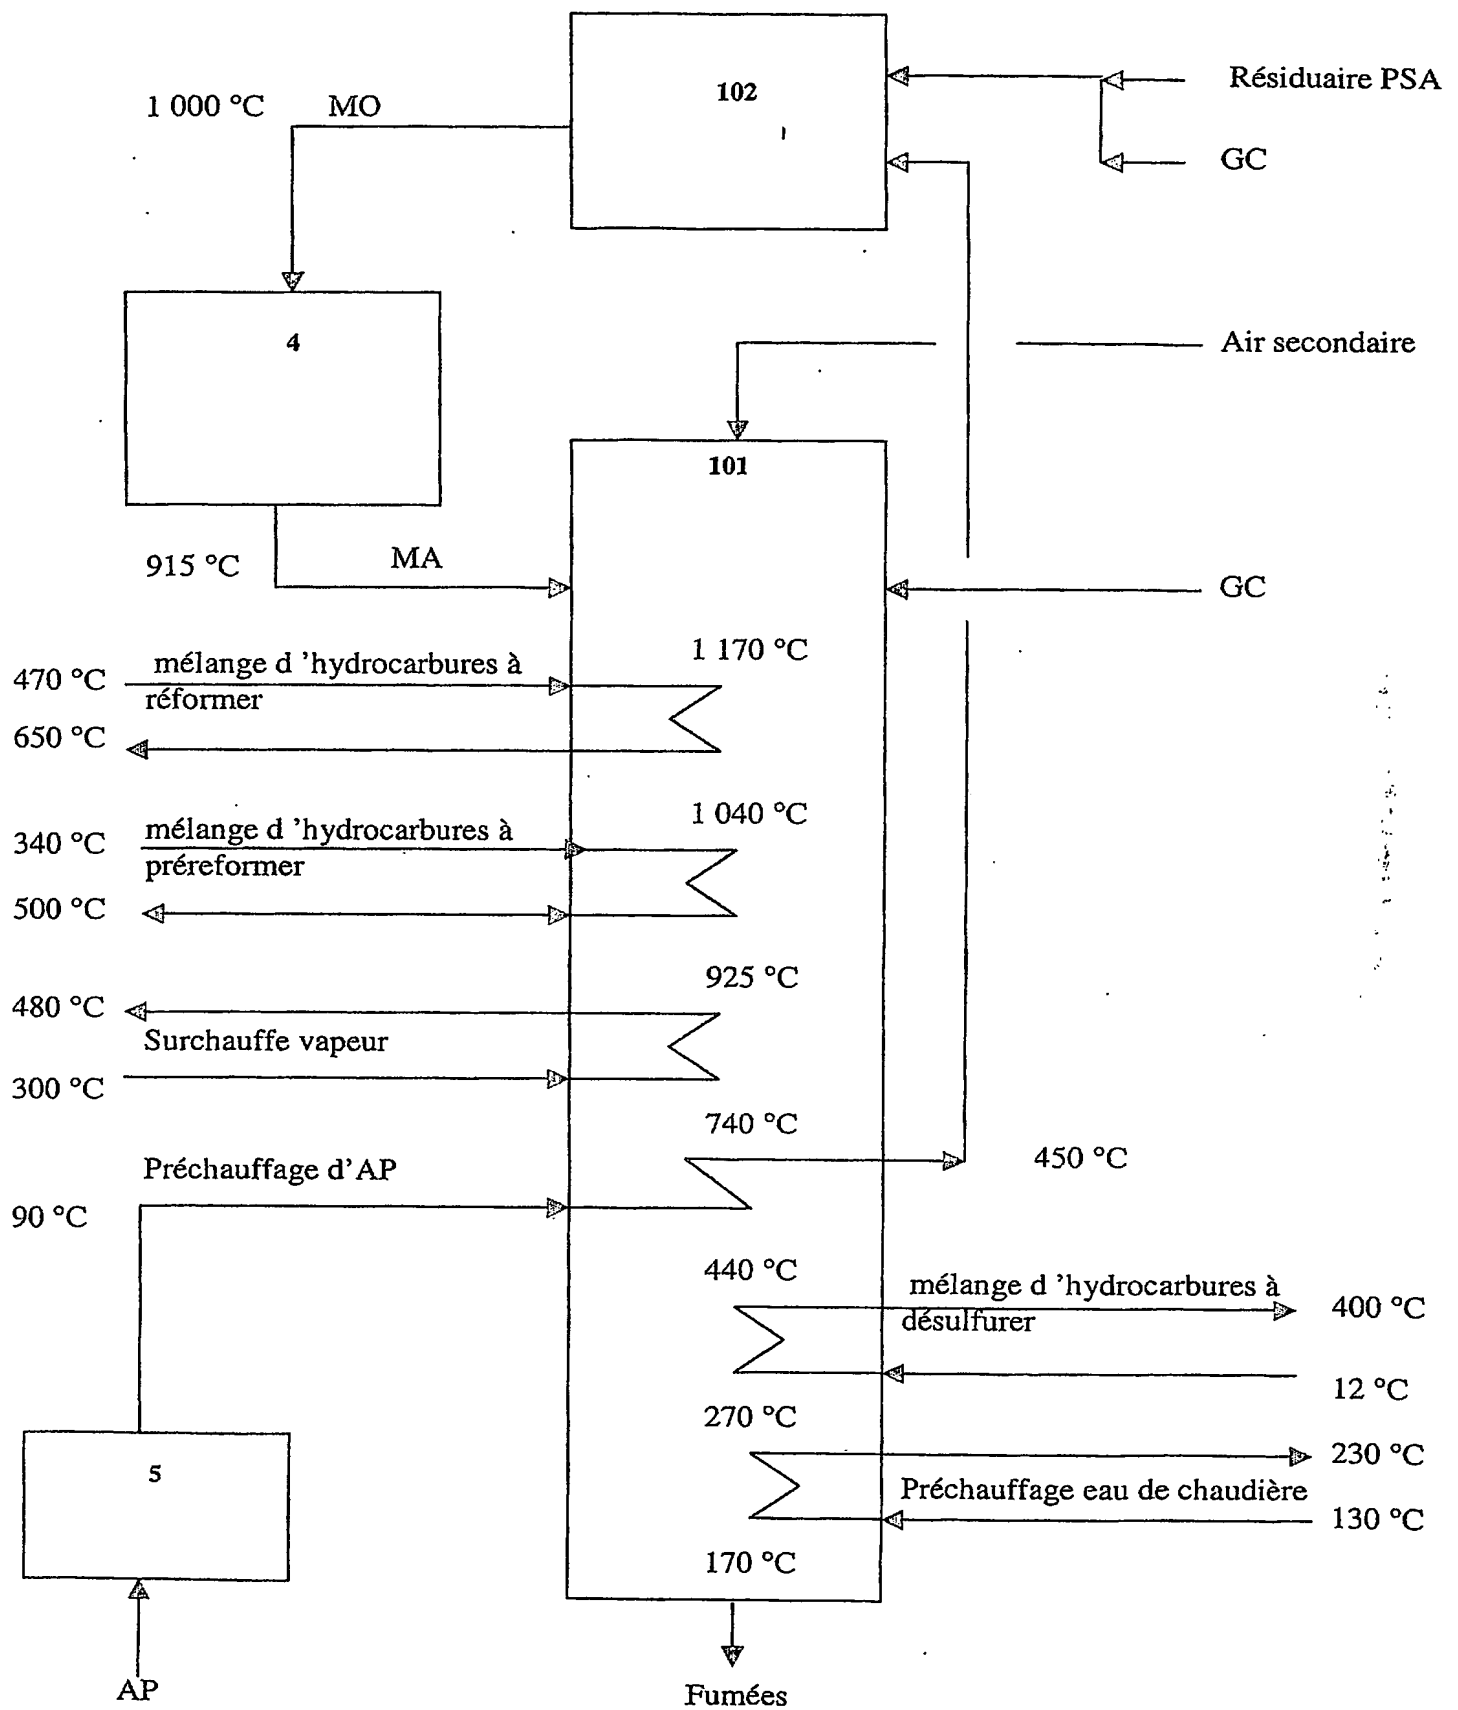 102
Résiduaire PSA
1 000 °C MO
GC
4
Air secondaire
101
915 °C MA
GC
1 170 °C
470 °C mélange d 'hydrocarbures à
réformer
650 °C
1 040 °C
340 °C mélange d 'hydrocarbures à
préreformer
500 °C
925 °C
480 °C
Surchauffe vapeur
300 °C
740 °C
450 °C
Préchauffage d'AP
90 °C
440 °C
mélange d 'hydrocarbures à
désulfurer
400 °C
12 °C
270 °C
5
230 °C
Préchauffage eau de chaudière
130 °C
170 °C
AP
Fumées